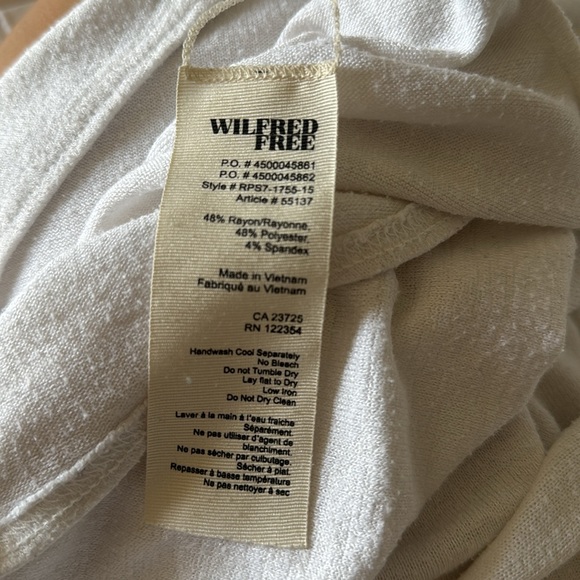 WILFRED
FREE
P.O. # 4500045861
P.O. # 4500045862
Style # RPS7-1755-15
Article # 55137
48% Rayon/Rayonne,
48% Polyester,
4% Spandex
Made in Vietnam
Fabriqué au Vietnam
CA 23725
RN 122354
Handwash Cool Separately
No Bleach
Do not Tumble Dry
Lay flat to Dry
Low Iron
Do Not Dry Clean
Laver à la main à l'eau fraiche
Séparément.
Ne pas utiliser d'agent de
blanchiment.
Ne pas sécher par culbutage.
Sécher à plat.
Repasser à basse température
Ne pas nettoyer à sec